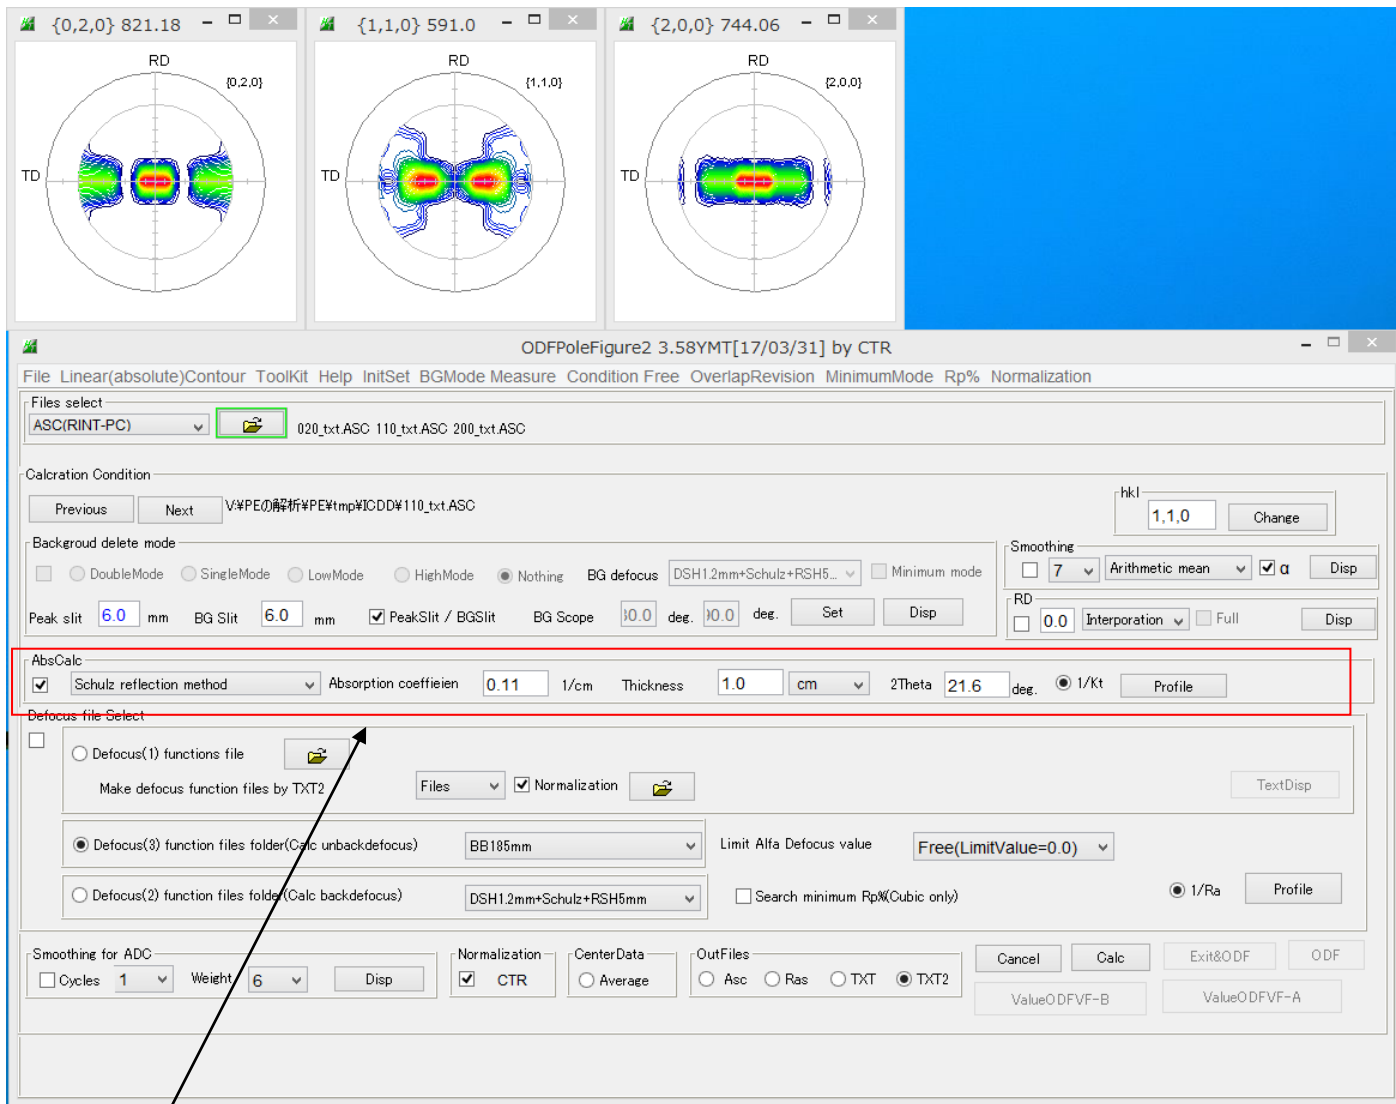 {0,2,0} 821.18
{1,1,0} 591.0
{2,0,0} 744.06
RD
{0,2,0}
TD
RD
{1,1,0}
TD
RD
{2,0,0}
TD
ODFPoleFigure2 3.58YMT[17/03/31] by CTR
File Linear(absolute)Contour ToolKit Help InitSet BGMode Measure Condition Free OverlapRevision MinimumMode Rp% Normalization
Files select
ASC(RINT-PC) 020_txt.ASC 110_txt.ASC 200_txt.ASC
Calcration Condition
Previous Next V:¥PEの解析¥PE¥tmp¥ICDD¥110_txt.ASC
hkl
1,1,0 Change
Backgroud delete mode
DoubleMode SingleMode LowMode HighMode Nothing BG defocus DSH1.2mm+Schulz+RSH5... Minimum mode
Peak slit 6.0 mm BG Slit 6.0 mm PeakSlit / BGSlit BG Scope deg. deg. Set Disp
Smoothing
7 Arithmetic mean α Disp
RD
0.0 Interporation Full Disp
AbsCalc
Schulz reflection method Absorption coeffieien 0.11 1/cm Thickness 1.0 cm 2Theta 21.6 deg. 1/Kt Profile
Defocus file Select
Defocus(1) functions file
Make defocus function files by TXT2 Files Normalization TextDisp
Defocus(3) function files folder(Calc unbackdefocus) BB185mm Limit Alfa Defocus value Free(LimitValue=0.0)
Defocus(2) function files folder(Calc backdefocus) DSH1.2mm+Schulz+RSH5mm Search minimum Rp%(Cubic only) 1/Ra Profile
Smoothing for ADC
Cycles 1 Weight 6 Disp
Normalization
CTR
CenterData
Average
OutFiles
Asc Ras TXT TXT2
Cancel Calc Exit&ODF ODF
ValueODFVF-B ValueODFVF-A